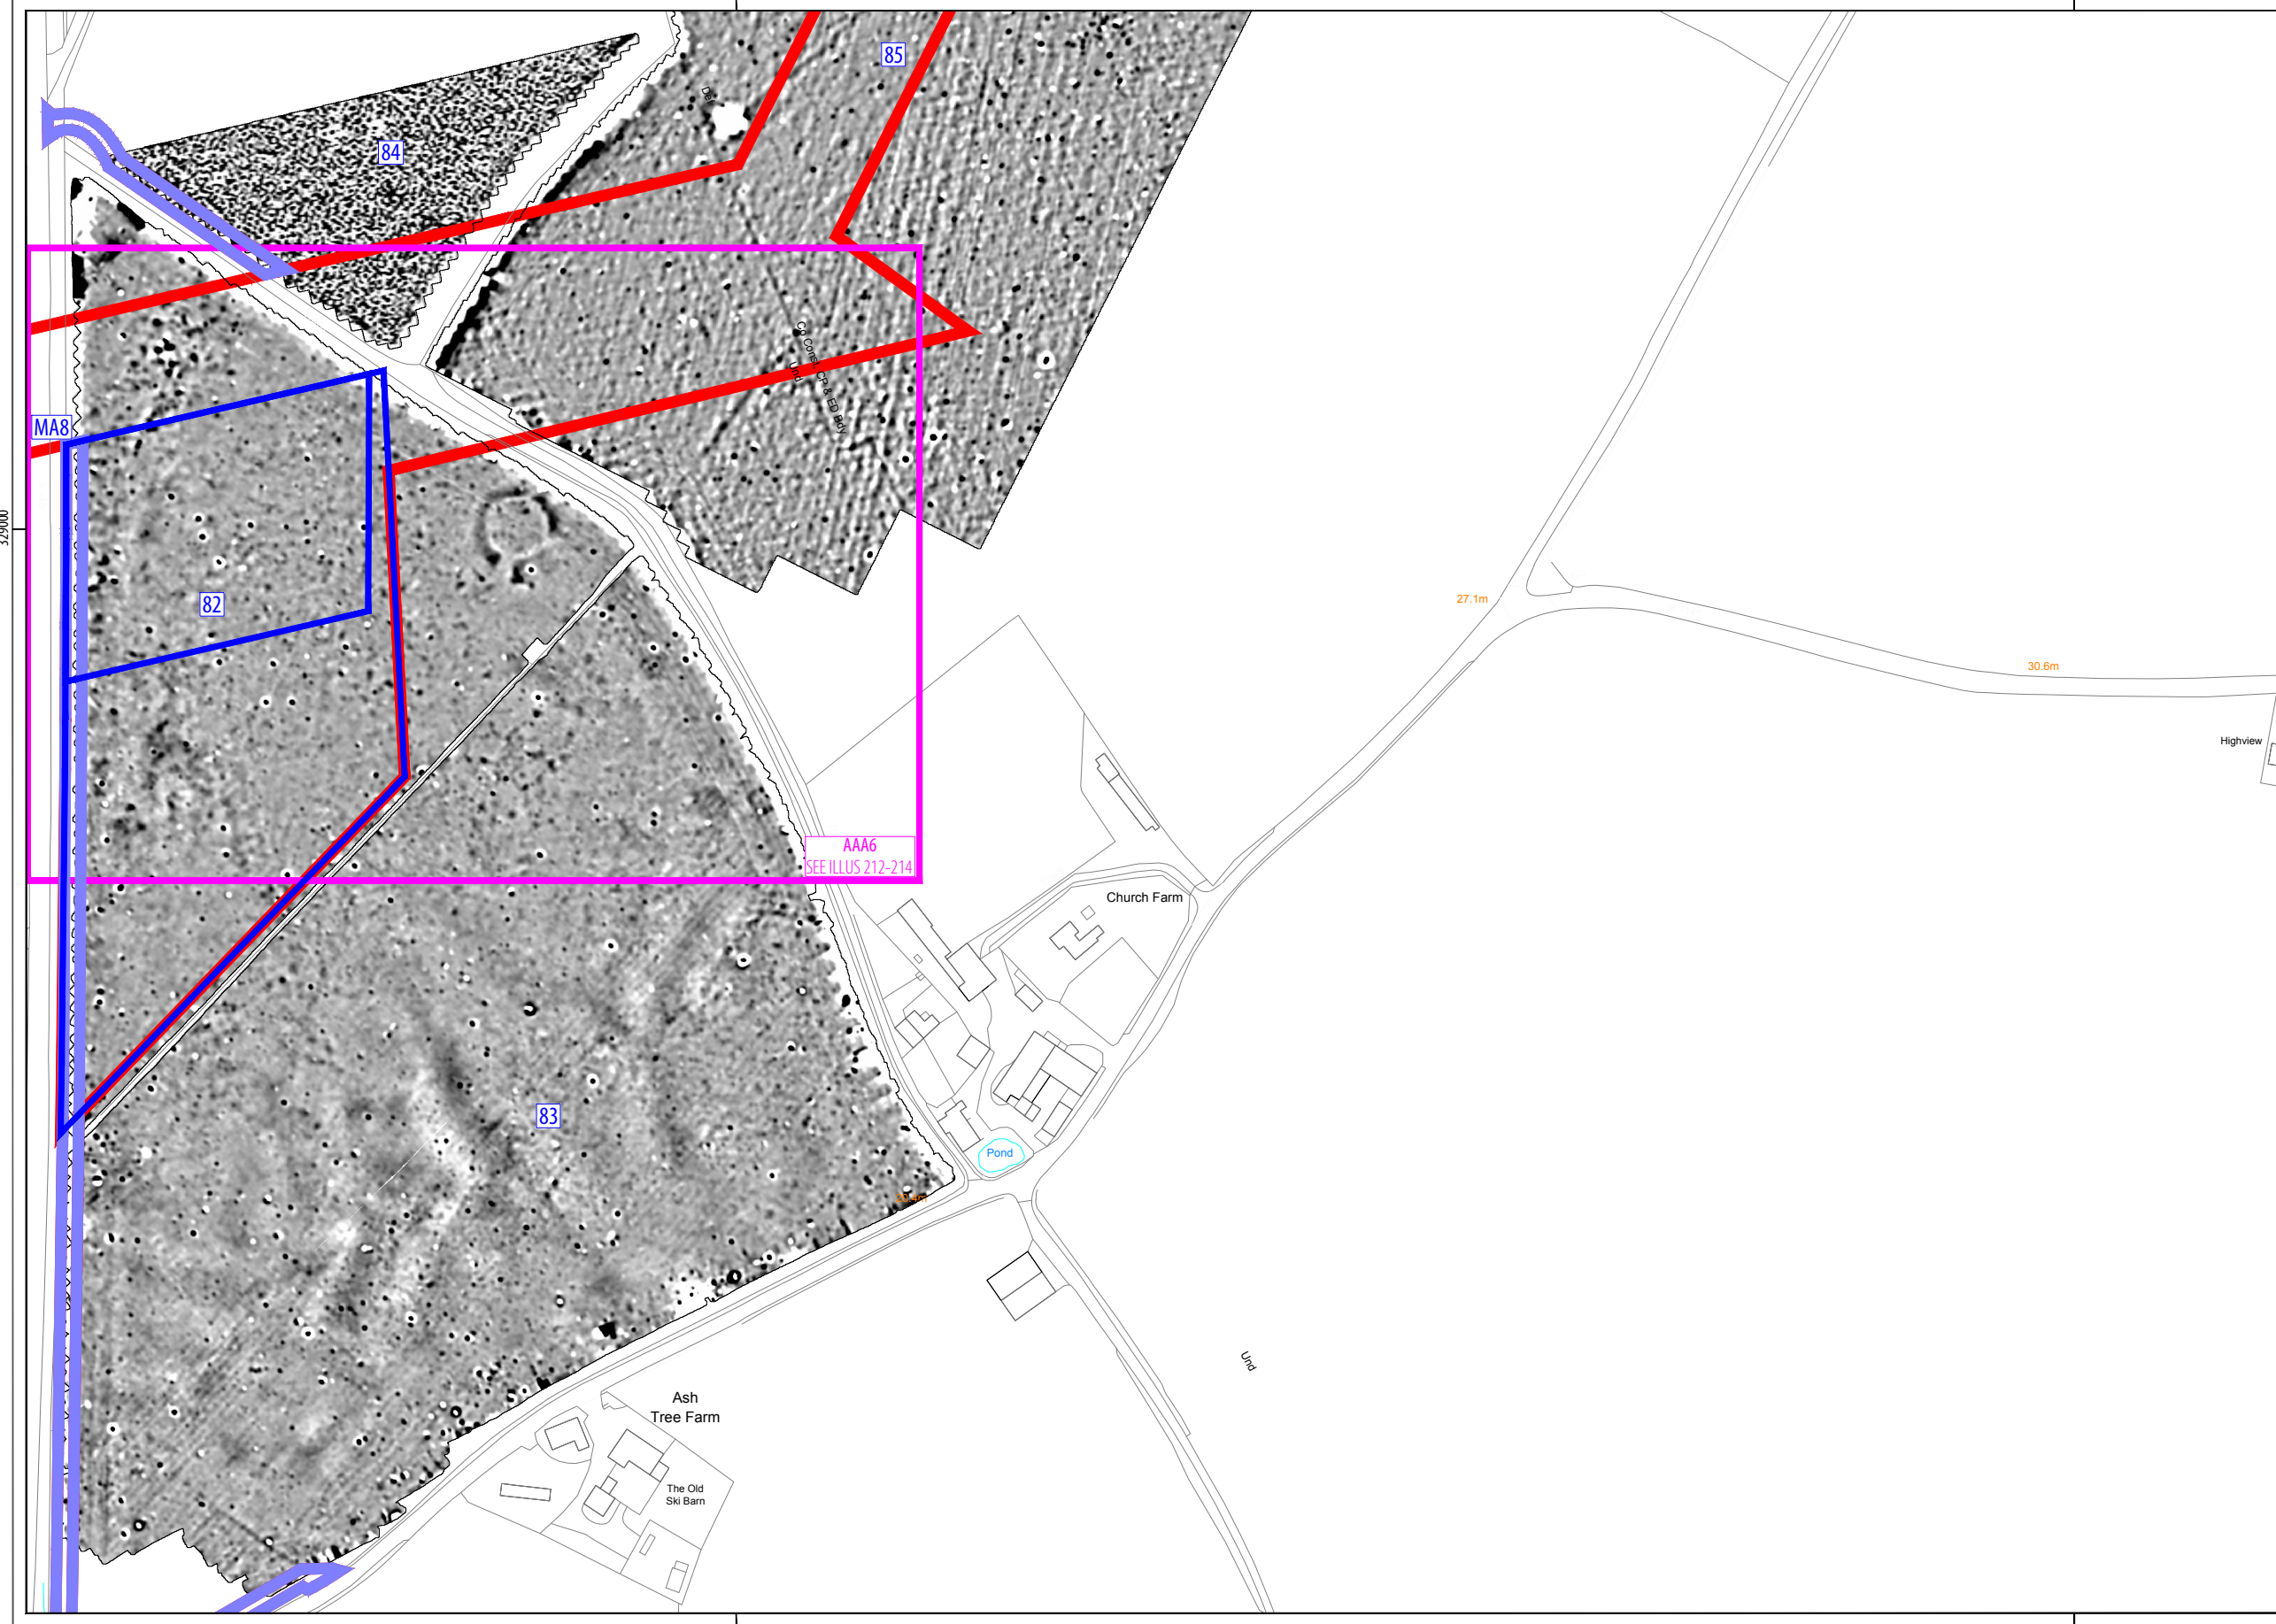 85
Def
84
Co Const, CP & ED Bdy
Und
MA8
329000
82
27.1m
30.6m
Highview
AAA6
SEE ILLUS 212-214
Church Farm
83
Pond
Und
Ash
Tree Farm
The Old
Ski Barn